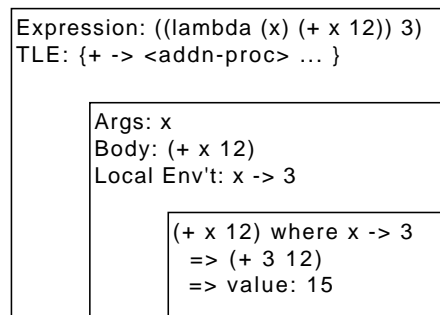 Expression: ((lambda (x) (+ x 12)) 3)
TLE: {+ -> <addn-proc> ... }
Args: x
Body: (+ x 12)
Local Env't: x -> 3
(+ x 12) where x -> 3
=> (+ 3 12)
=> value: 15